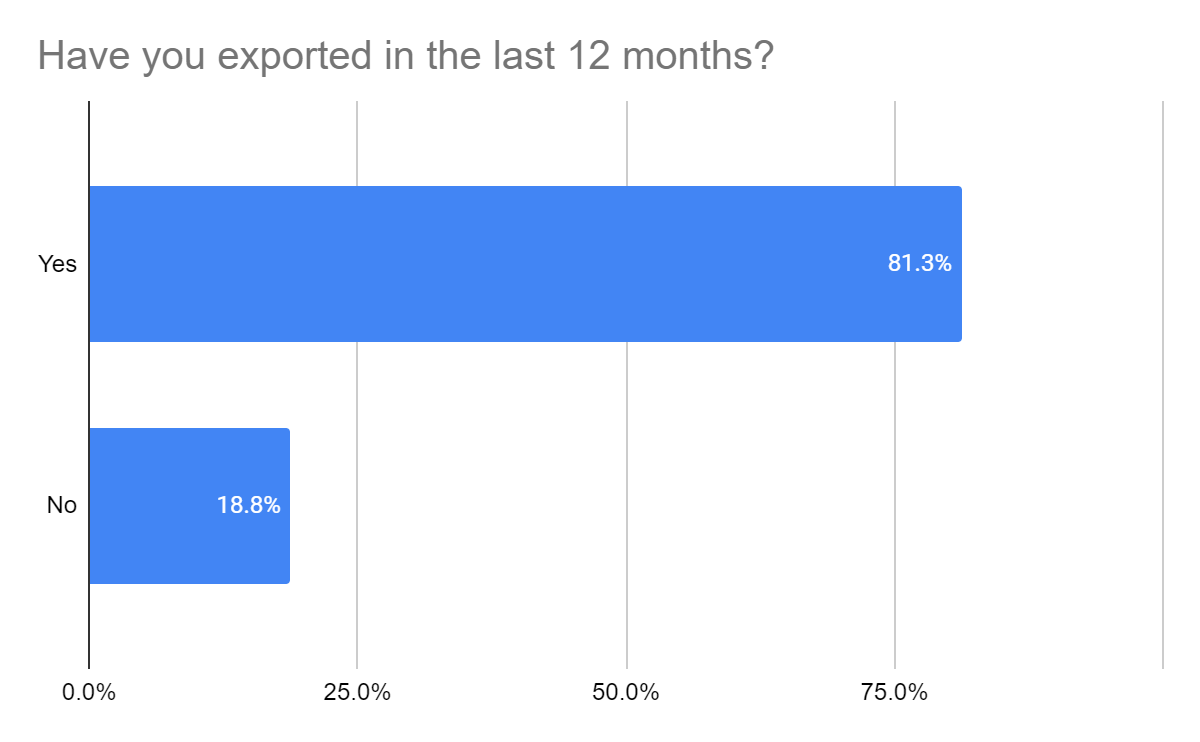 Have you exported in the last 12 months?
Yes
81.3%
No
18.8%
0.0%
25.0%
50.0%
75.0%